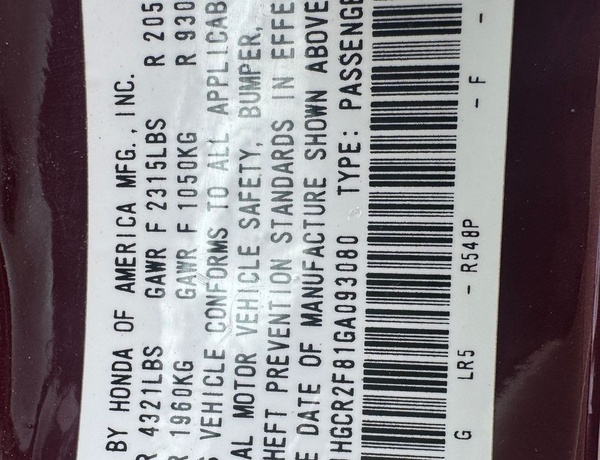 BY HONDA OF AMERICA MFG., INC.
R 4321LBS GAWR F 2315LBS R 205
R 1960KG GAWR F 1050KG R 930
S VEHICLE CONFORMS TO ALL APPLICAB
AL MOTOR VEHICLE SAFETY, BUMPER,
HEFT PREVENTION STANDARDS IN EFFE
E DATE OF MANUFACTURE SHOWN ABOVE
1HGCR2F81GA093080 TYPE: PASSENGE
G LR5 - R548P - F -